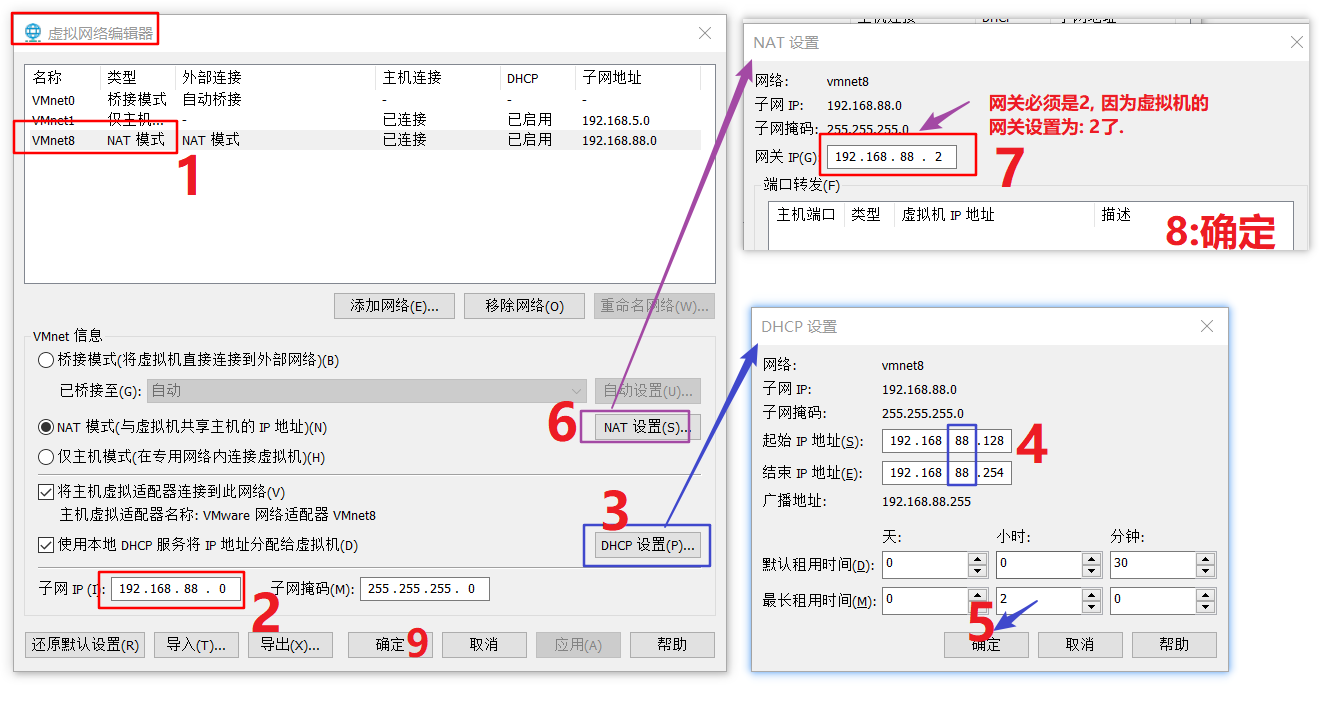 虚拟网络编辑器
名称 类型 外部连接 主机连接 DHCP 子网地址
VMnet0 桥接模式 自动桥接 - - -
VMnet1 仅主机... - 已连接 已启用 192.168.5.0
VMnet8 NAT 模式 NAT 模式 已连接 已启用 192.168.88.0
1
添加网络(E)... 移除网络(O) 重命名网络(W)...
VMnet 信息
桥接模式(将虚拟机直接连接到外部网络)(B)
已桥接至(G): 自动 自动设置(U)...
NAT 模式(与虚拟机共享主机的 IP 地址)(N) 6 NAT 设置(S)...
仅主机模式(在专用网络内连接虚拟机)(H)
将主机虚拟适配器连接到此网络(V)
主机虚拟适配器名称: VMware 网络适配器 VMnet8
3
使用本地 DHCP 服务将 IP 地址分配给虚拟机(D) DHCP 设置(P)...
子网 IP (I): 192.168.88.0 子网掩码(M): 255.255.255.0
2
还原默认设置(R) 导入(T)... 导出(X)... 确定 9 取消 应用(A) 帮助
主机连接 DHCP 子网地址
NAT 设置
网络: vmnet8
子网 IP: 192.168.88.0
子网掩码: 255.255.255.0
网关必须是2, 因为虚拟机的
网关设置为: 2了.
网关 IP(G) 192.168.88.2
7
端口转发(F)
主机端口 类型 虚拟机 IP 地址 描述
8:确定
DHCP 设置
网络: vmnet8
子网 IP: 192.168.88.0
子网掩码: 255.255.255.0
起始 IP 地址(S): 192.168.88.128
4
结束 IP 地址(E): 192.168.88.254
广播地址: 192.168.88.255
天: 小时: 分钟:
默认租用时间(D): 0 0 30
最长租用时间(M): 0 2 0
5
确定 取消 帮助